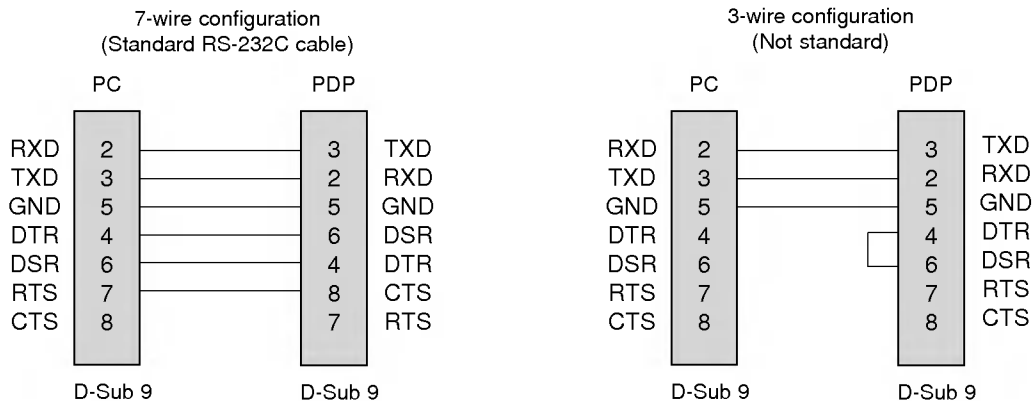 7-wire configuration
(Standard RS-232C cable)
PC PDP
RXD 2 3 TXD
TXD 3 2 RXD
GND 5 5 GND
DTR 4 6 DSR
DSR 6 4 DTR
RTS 7 8 CTS
CTS 8 7 RTS
D-Sub 9 D-Sub 9
3-wire configuration
(Not standard)
PC PDP
RXD 2 3 TXD
TXD 3 2 RXD
GND 5 5 GND
DTR 4 4 DTR
DSR 6 6 DSR
RTS 7 7 RTS
CTS 8 8 CTS
D-Sub 9 D-Sub 9